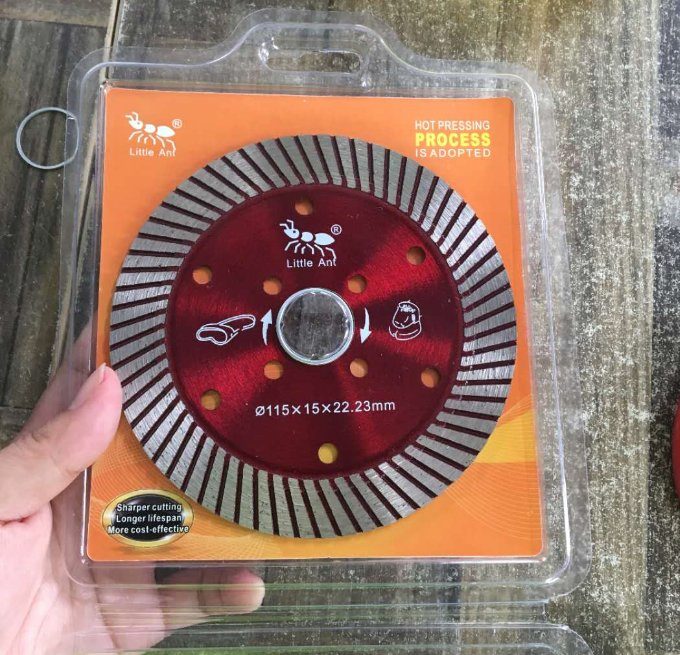 Little Ant ®
HOT PRESSING
PROCESS
IS ADOPTED
®
Little Ant
Ø115×15×22.23mm
Sharper cutting
Longer lifespan
More cost-effective